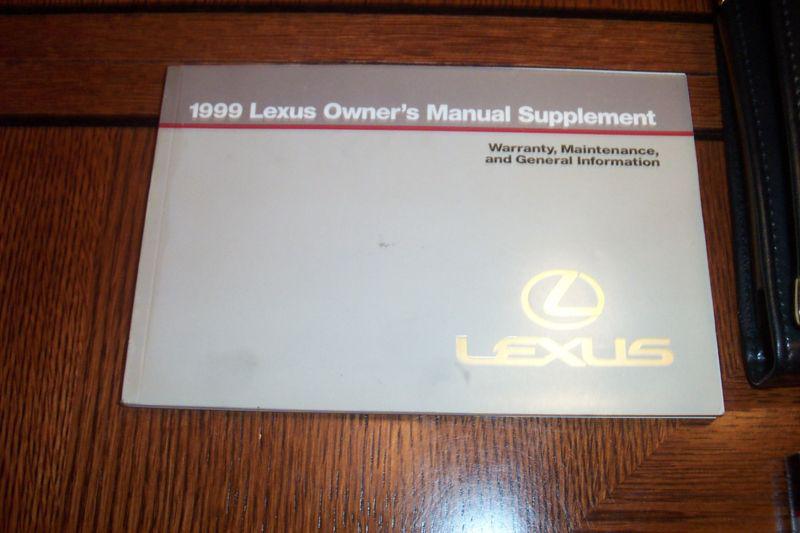 1999 Lexus Owner's Manual Supplement
Warranty, Maintenance,
and General Information
LEXUS